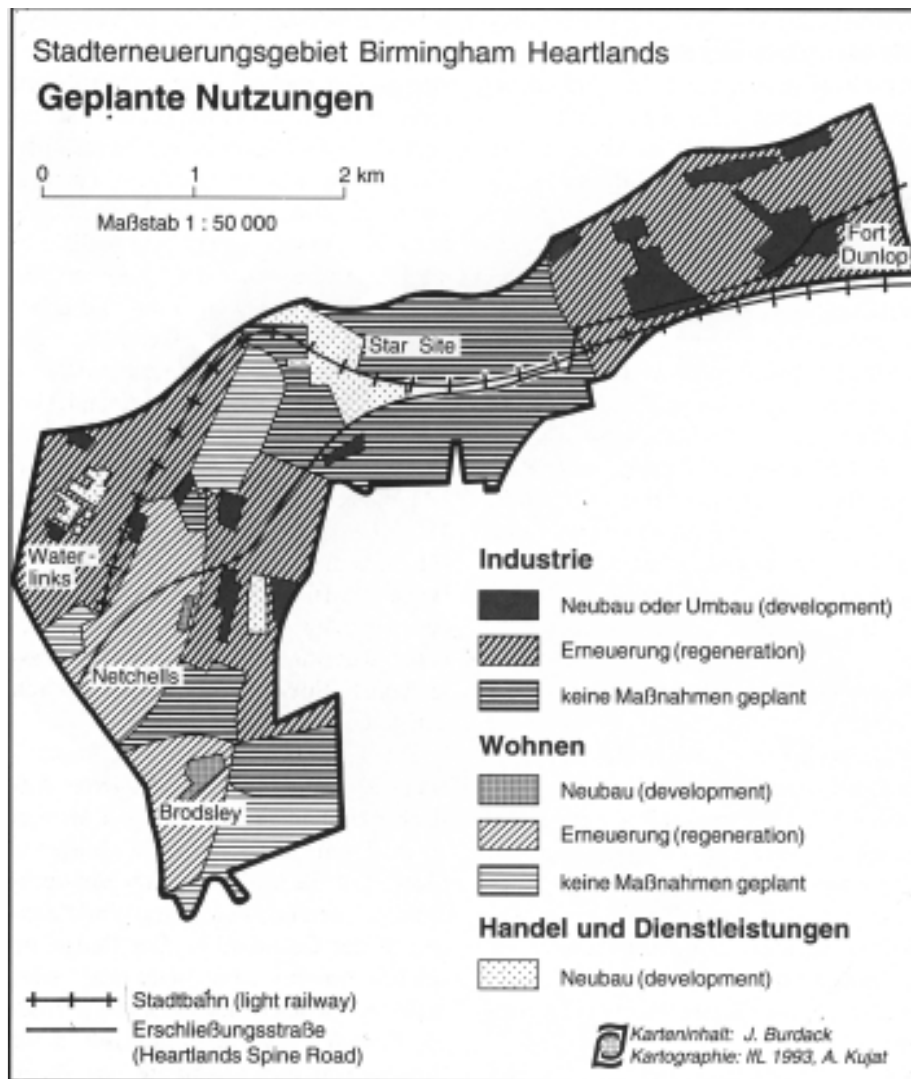 Stadterneuerungsgebiet Birmingham Heartlands
Geplante Nutzungen
0 1 2 km
Maßstab 1 : 50 000
Fort
Dunlop
Star Site
Water-
links
Netchells
Brodsley
Industrie
Neubau oder Umbau (development)
Erneuerung (regeneration)
keine Maßnahmen geplant
Wohnen
Neubau (development)
Erneuerung (regeneration)
keine Maßnahmen geplant
Handel und Dienstleistungen
Neubau (development)
Stadtbahn (light railway)
Erschließungsstraße
(Heartlands Spine Road)
Karteninhalt: J. Burdack
Kartographie: IfL 1993, A. Kujat